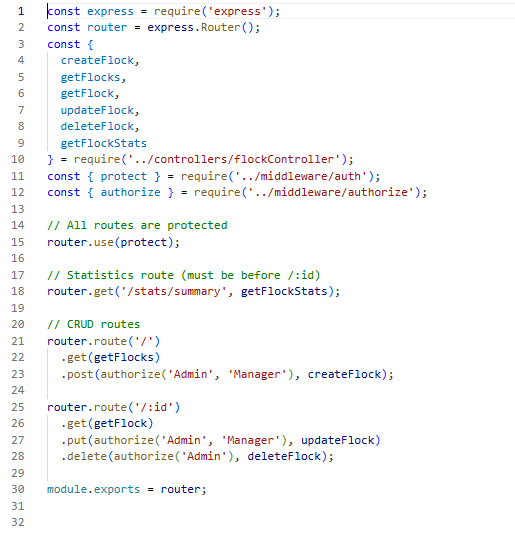 1 const express = require('express');
2 const router = express.Router();
3 const {
4   createFlock,
5   getFlocks,
6   getFlock,
7   updateFlock,
8   deleteFlock,
9   getFlockStats
10 } = require('../controllers/flockController');
11 const { protect } = require('../middleware/auth');
12 const { authorize } = require('../middleware/authorize');
13
14 // All routes are protected
15 router.use(protect);
16
17 // Statistics route (must be before /:id)
18 router.get('/stats/summary', getFlockStats);
19
20 // CRUD routes
21 router.route('/')
22   .get(getFlocks)
23   .post(authorize('Admin', 'Manager'), createFlock);
24
25 router.route('/:id')
26   .get(getFlock)
27   .put(authorize('Admin', 'Manager'), updateFlock)
28   .delete(authorize('Admin'), deleteFlock);
29
30 module.exports = router;
31
32